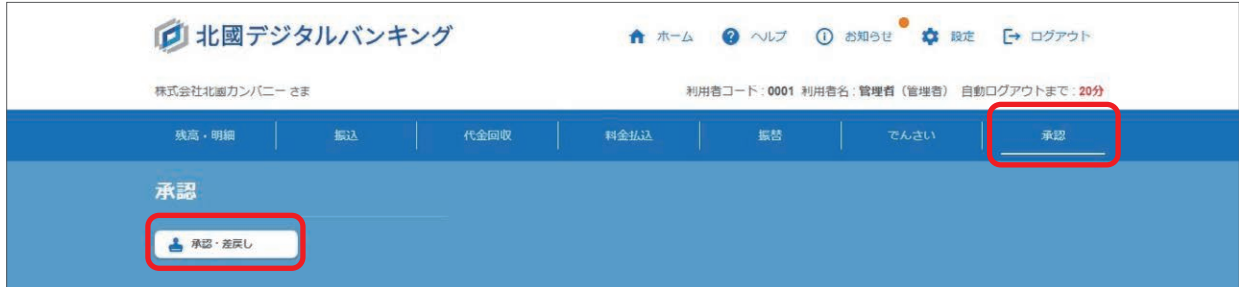 北國デジタルバンキング
ホーム ヘルプ お知らせ 設定 ログアウト
株式会社北國カンパニー さま
利用者コード : 0001 利用者名 : 管理者 （管理者） 自動ログアウトまで : 20分
残高・明細 振込 代金回収 料金払込 振替 でんさい 承認
承認
承認・差戻し